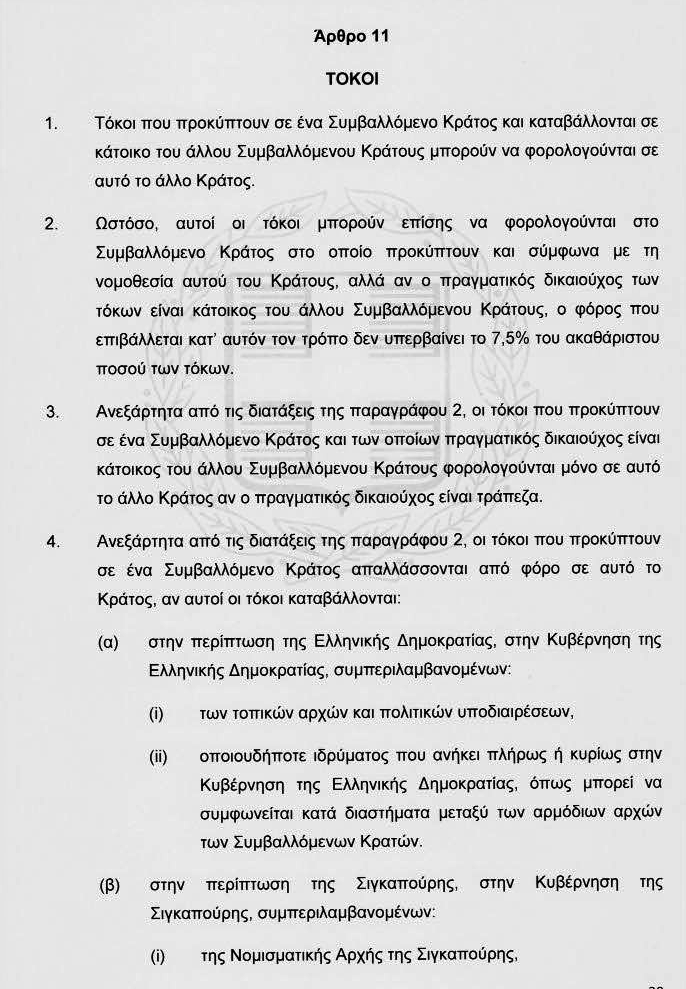 Άρθρο 11
ΤΟΚΟΙ
1. Τόκοι που προκύπτουν σε ένα Συμβαλλόμενο Κράτος και καταβάλλονται σε
κάτοικο του άλλου Συμβαλλόμενου Κράτους μπορούν να φορολογούνται σε
αυτό το άλλο Κράτος.
2. Ωστόσο, αυτοί οι τόκοι μπορούν επίσης να φορολογούνται στο
Συμβαλλόμενο Κράτος στο οποίο προκύπτουν και σύμφωνα με τη
νομοθεσία αυτού του Κράτους, αλλά αν ο πραγματικός δικαιούχος των
τόκων είναι κάτοικος του άλλου Συμβαλλόμενου Κράτους, ο φόρος που
επιβάλλεται κατ' αυτόν τον τρόπο δεν υπερβαίνει το 7,5% του ακαθάριστου
ποσού των τόκων.
3. Ανεξάρτητα από τις διατάξεις της παραγράφου 2, οι τόκοι που προκύπτουν
σε ένα Συμβαλλόμενο Κράτος και των οποίων πραγματικός δικαιούχος είναι
κάτοικος του άλλου Συμβαλλόμενου Κράτους φορολογούνται μόνο σε αυτό
το άλλο Κράτος αν ο πραγματικός δικαιούχος είναι τράπεζα.
4. Ανεξάρτητα από τις διατάξεις της παραγράφου 2, οι τόκοι που προκύπτουν
σε ένα Συμβαλλόμενο Κράτος απαλλάσσονται από φόρο σε αυτό το
Κράτος, αν αυτοί οι τόκοι καταβάλλονται:
(α) στην περίπτωση της Ελληνικής Δημοκρατίας, στην Κυβέρνηση της
Ελληνικής Δημοκρατίας, συμπεριλαμβανομένων:
(i) των τοπικών αρχών και πολιτικών υποδιαιρέσεων,
(ii) οποιουδήποτε ιδρύματος που ανήκει πλήρως ή κυρίως στην
Κυβέρνηση της Ελληνικής Δημοκρατίας, όπως μπορεί να
συμφωνείται κατά διαστήματα μεταξύ των αρμόδιων αρχών
των Συμβαλλόμενων Κρατών.
(β) στην περίπτωση της Σιγκαπούρης, στην Κυβέρνηση της
Σιγκαπούρης, συμπεριλαμβανομένων:
(i) της Νομισματικής Αρχής της Σιγκαπούρης,